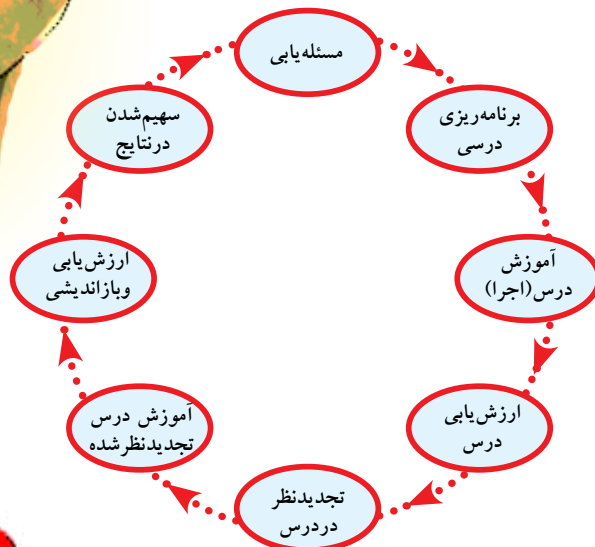 مسئله‌یابی
برنامه‌ریزی
درسی
آموزش
درس(اجرا)
ارزش‌یابی
درس
تجدیدنظر
دردرس
آموزش درس
تجدیدنظرشده
ارزش‌یابی
وبازاندیشی
سهیم‌شدن
درنتایج